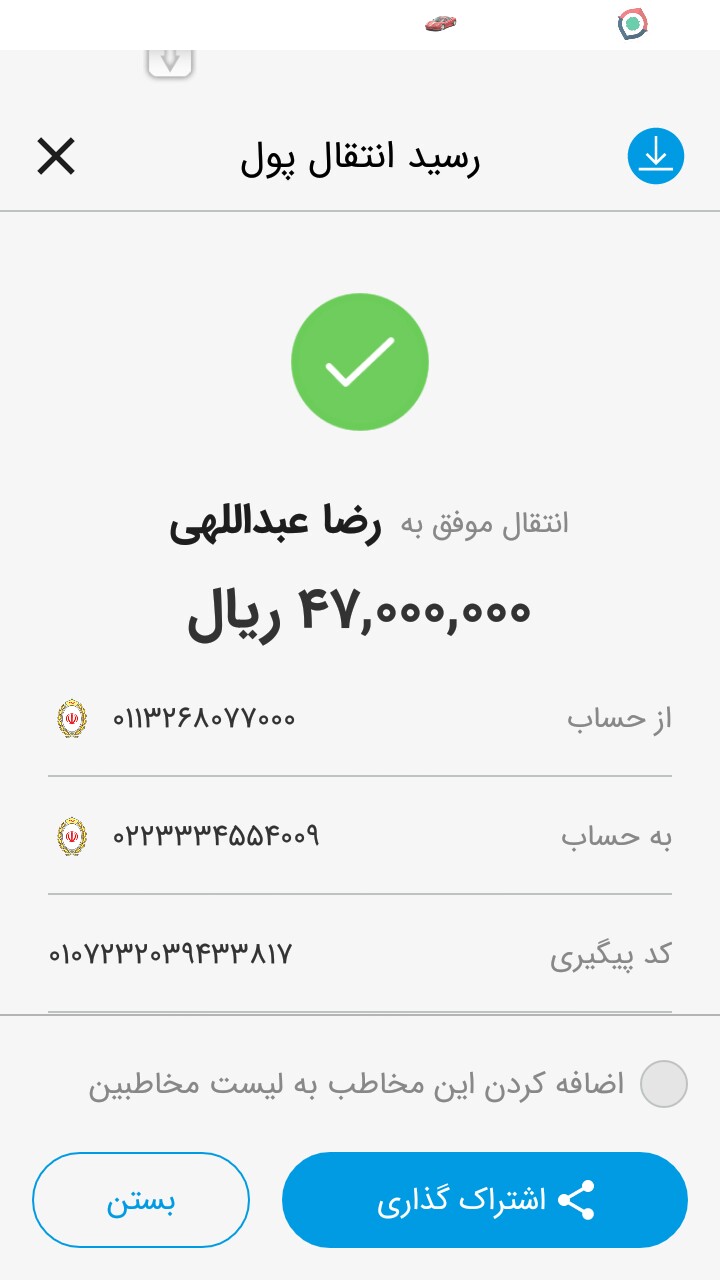 رسید انتقال پول
انتقال موفق به رضا عبداللهی
۴۷,۰۰۰,۰۰۰ ریال
از حساب ۰۱۱۳۲۶۸۰۷۷۰۰۰
به حساب ۰۲۲۳۳۳۴۵۵۴۰۰۹
کد پیگیری ۰۱۰۷۲۳۲۰۳۹۴۳۳۸۱۷
اضافه کردن این مخاطب به لیست مخاطبین
اشتراک گذاری
بستن